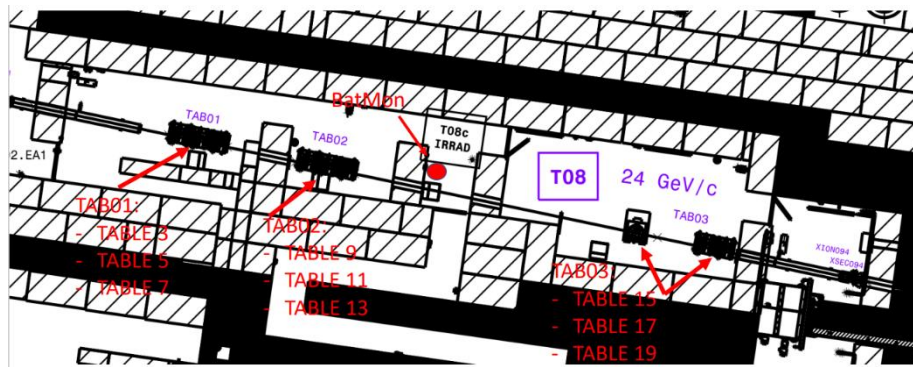 BatMon
TAB01
TAB02
T08c
IRRAD
2.EA1
T08
24 GeV/c
TAB03
XION094
XSEC094
TAB01:
- TABLE 3
- TABLE 5
- TABLE 7
TAB02:
- TABLE 9
- TABLE 11
- TABLE 13
TAB03:
- TABLE 15
- TABLE 17
- TABLE 19